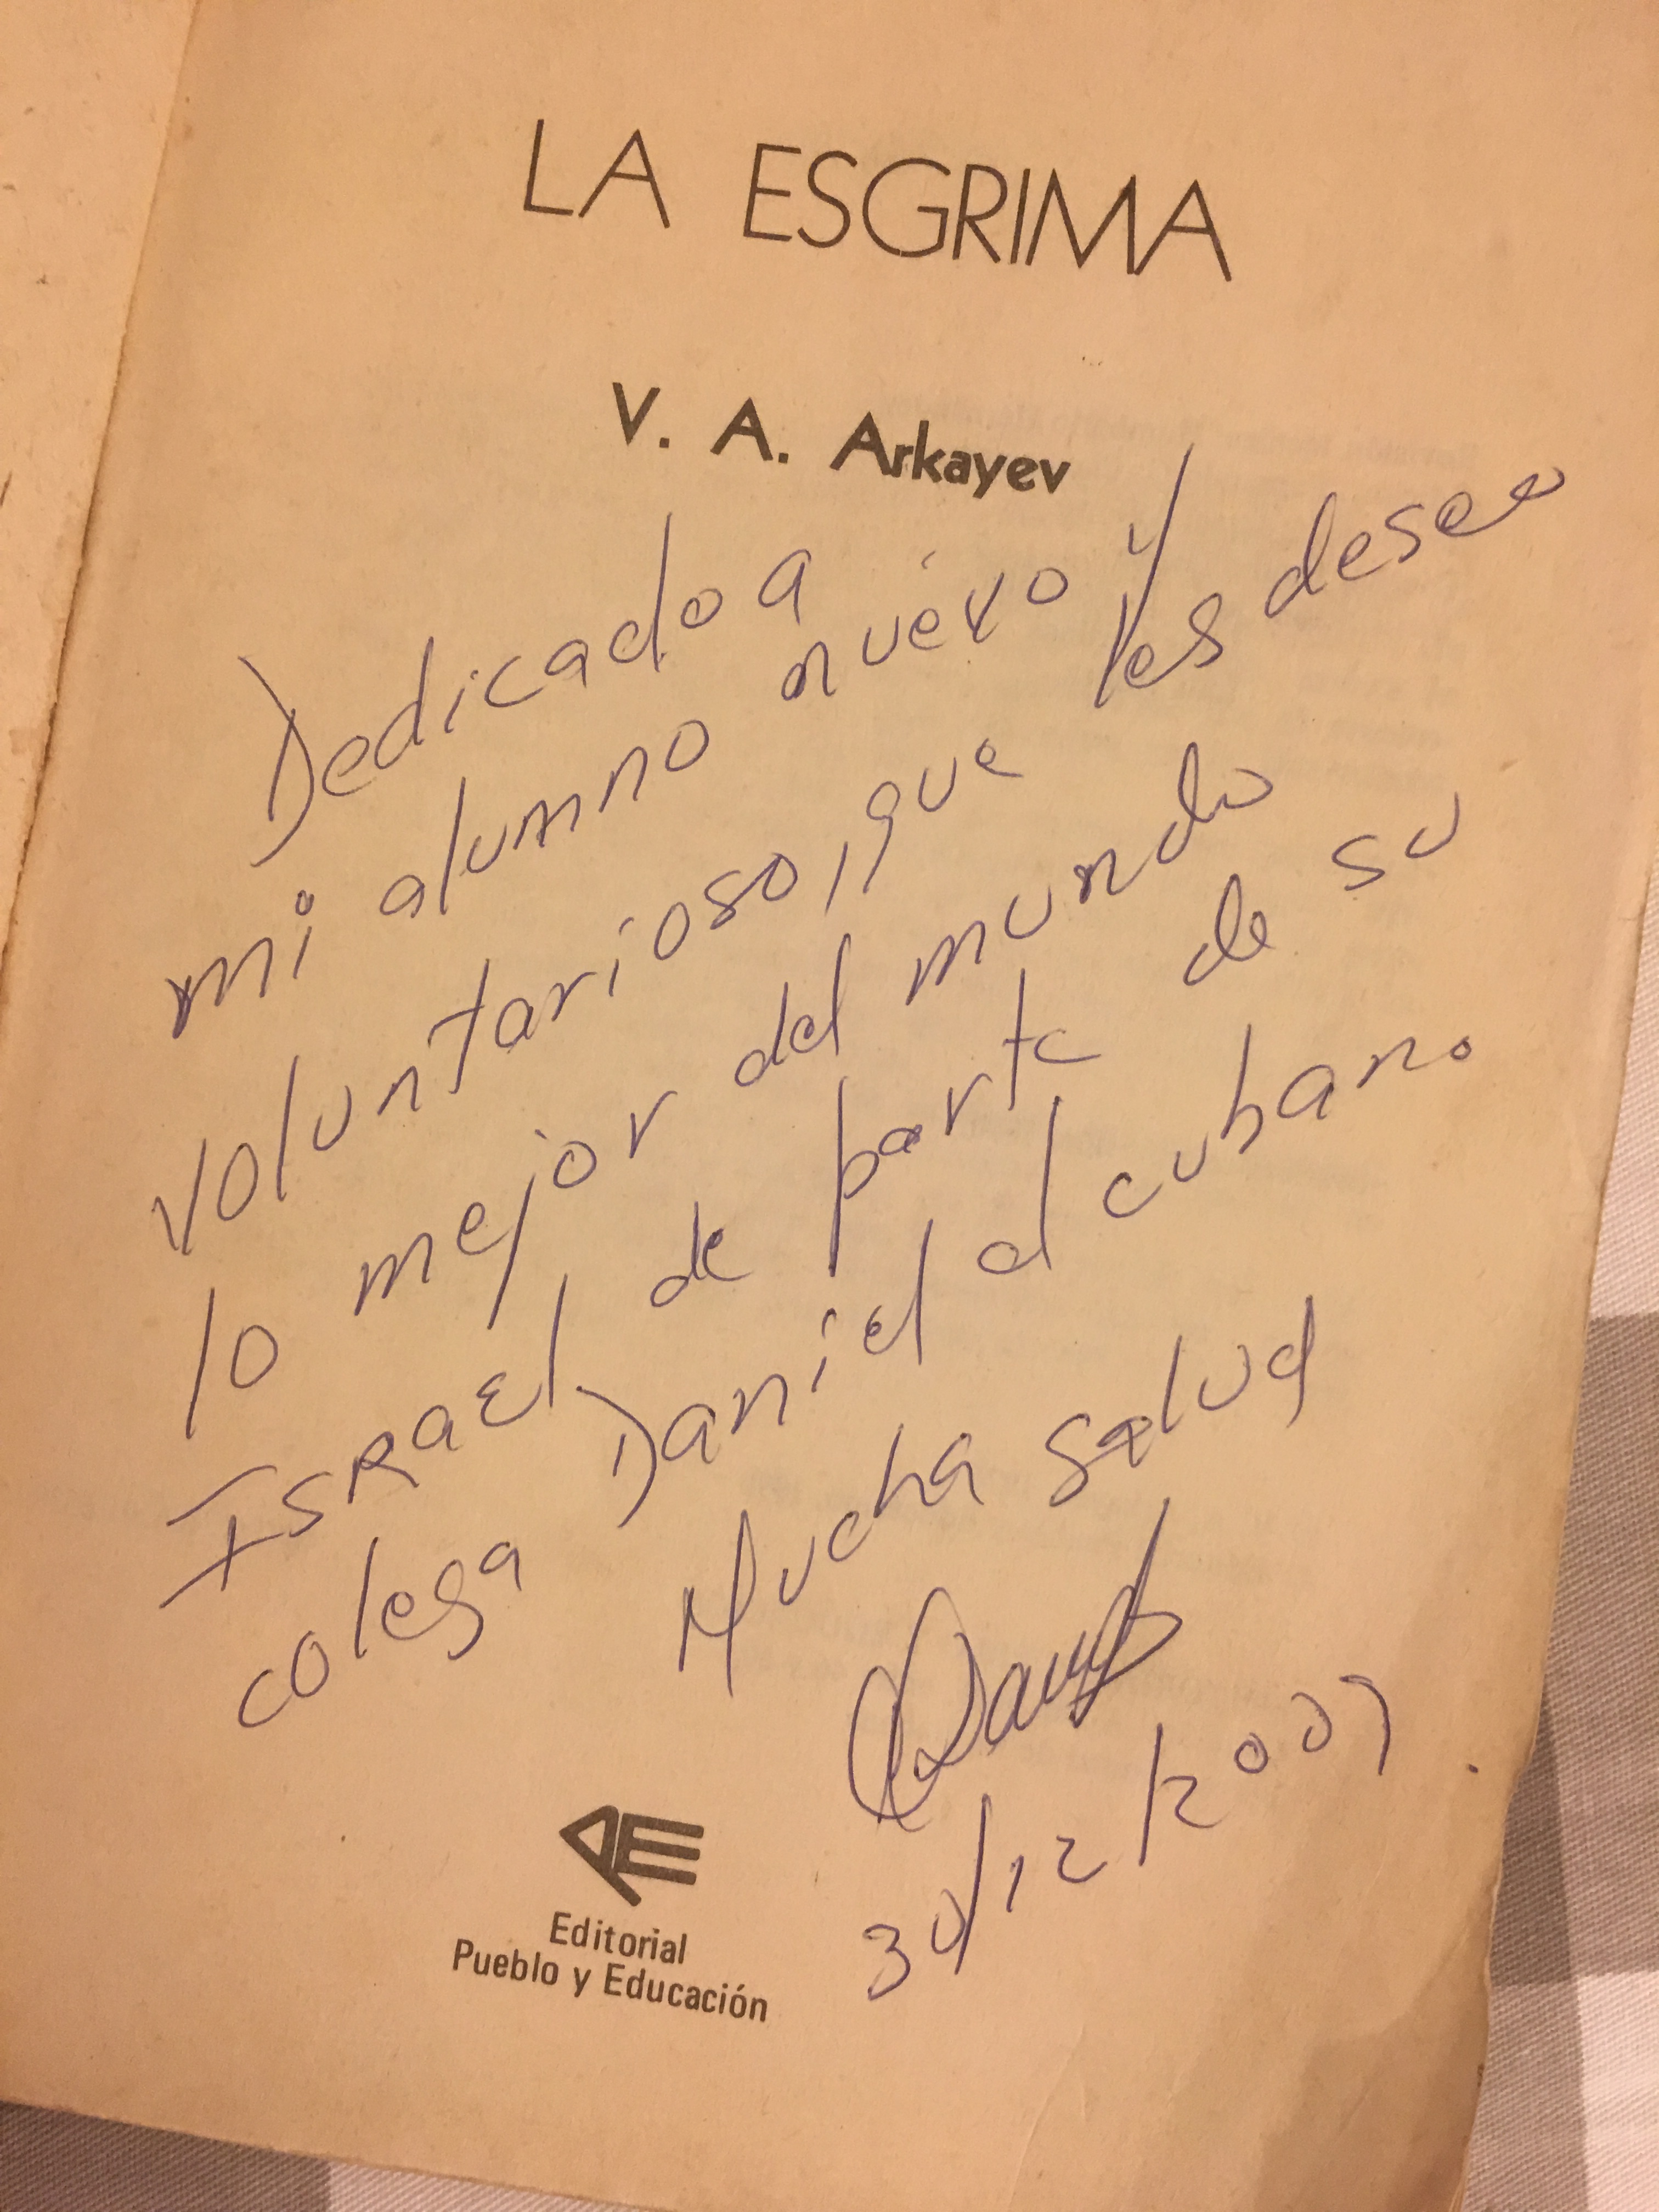 LA ESGRIMA
V. A. Arkayev
Dedicado a
mi alumno nuevo y
voluntarioso, que les deseo
lo mejor del mundo
Israel de parte de su
colega Daniel el cubano
Mucha salud
30/12/2007.
Editorial
Pueblo y Educación